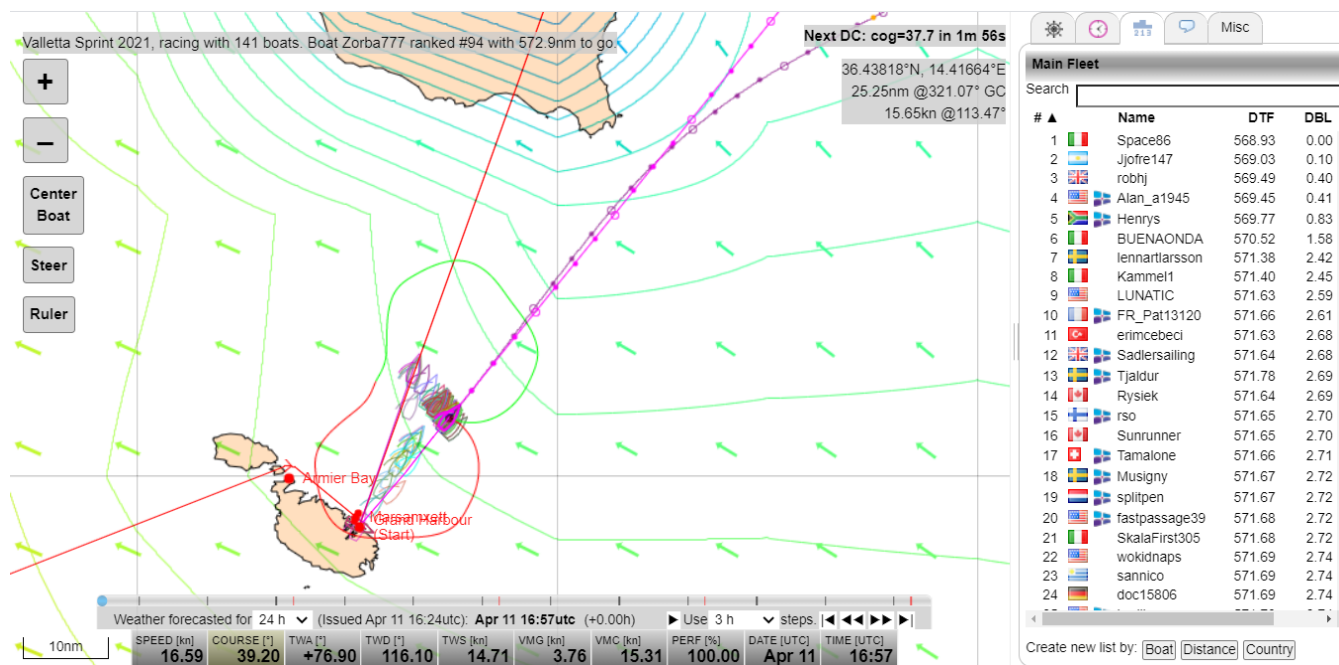 Valletta Sprint 2021, racing with 141 boats. Boat Zorba777 ranked #94 with 572.9nm to go.
Next DC: cog=37.7 in 1m 56s
36.43818°N, 14.41664°E
25.25nm @321.07° GC
15.65kn @113.47°
+
–
Center
Boat
Steer
Ruler
Armier Bay
Marsamxett
Grand Harbour
(Start)
Weather forecasted for 24 h (Issued Apr 11 16:24utc): Apr 11 16:57utc (+0.00h) Use 3 h steps.
10nm
SPEED [kn] COURSE [°] TWA [°] TWD [°] TWS [kn] VMG [kn] VMC [kn] PERF [%] DATE [UTC] TIME [UTC]
16.59 39.20 +76.90 116.10 14.71 3.76 15.31 100.00 Apr 11 16:57
213
Misc
Main Fleet
Search
# ▲ Name DTF DBL
1 Space86 568.93 0.00
2 Jjofre147 569.03 0.10
3 robhj 569.49 0.40
4 Alan_a1945 569.45 0.41
5 Henrys 569.77 0.83
6 BUENAONDA 570.52 1.58
7 lennartlarsson 571.38 2.42
8 Kammel1 571.40 2.45
9 LUNATIC 571.63 2.59
10 FR_Pat13120 571.66 2.61
11 erimcebeci 571.63 2.68
12 Sadlersailing 571.64 2.68
13 Tjaldur 571.78 2.69
14 Rysiek 571.64 2.69
15 rso 571.65 2.70
16 Sunrunner 571.65 2.70
17 Tamalone 571.66 2.71
18 Musigny 571.67 2.72
19 splitpen 571.67 2.72
20 fastpassage39 571.68 2.72
21 SkalaFirst305 571.68 2.72
22 wokidnaps 571.69 2.74
23 sannico 571.69 2.74
24 doc15806 571.69 2.74
Create new list by: Boat Distance Country